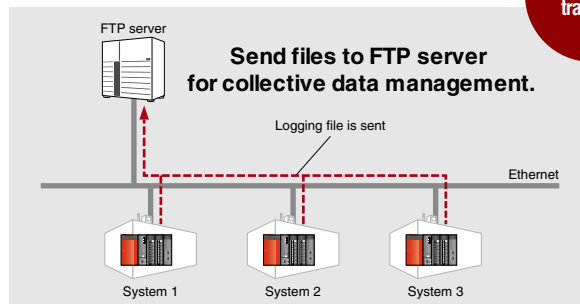 FTP server
Send files to FTP server
for collective data management.
Logging file is sent
Ethernet
System 1
System 2
System 3